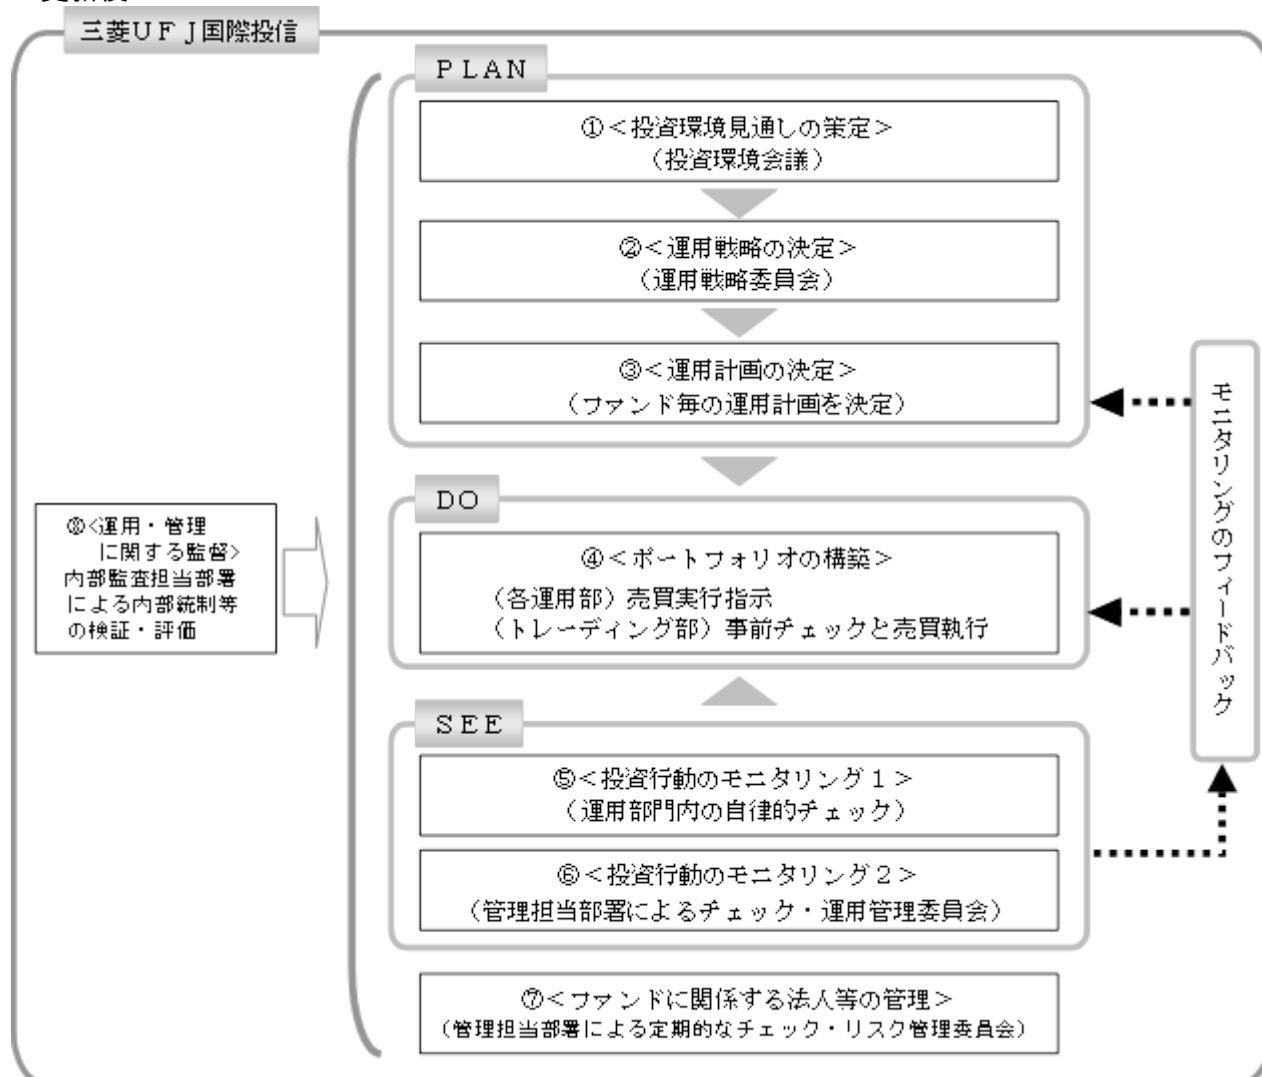 三菱ＵＦＪ国際投信
ＰＬＡＮ
①＜投資環境見通しの策定＞
（投資環境会議）
②＜運用戦略の決定＞
（運用戦略委員会）
③＜運用計画の決定＞
（ファンド毎の運用計画を決定）
ＤＯ
④＜ポートフォリオの構築＞
（各運用部）売買実行指示
（トレーディング部）事前チェックと売買執行
ＳＥＥ
⑤＜投資行動のモニタリング１＞
（運用部門内の自律的チェック）
⑥＜投資行動のモニタリング２＞
（管理担当部署によるチェック・運用管理委員会）
⑦＜ファンドに関係する法人等の管理＞
（管理担当部署による定期的なチェック・リスク管理委員会）
⑧<運用・管理
に関する監督>
内部監査担当部署
による内部統制等
の検証・評価
モニタリングのフィードバック